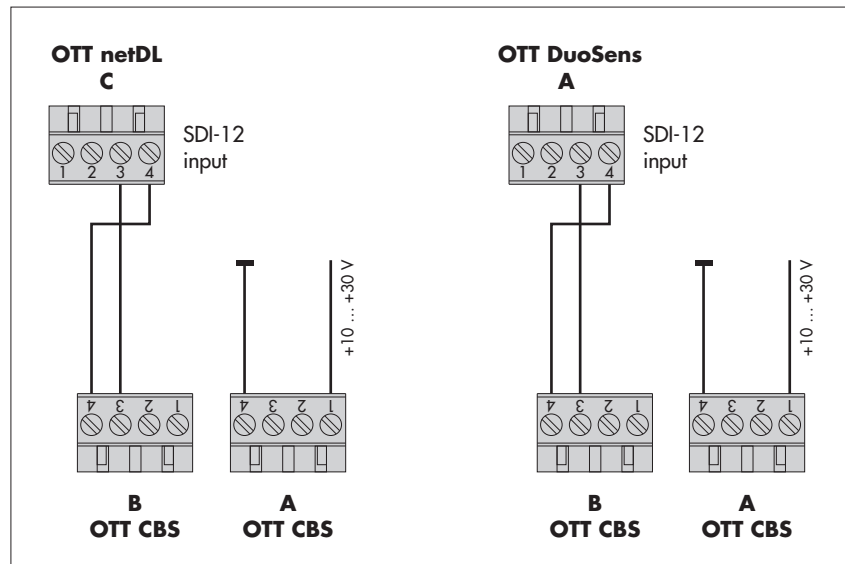 OTT netDL
C
SDI-12
input
1 2 3 4
+10 ... +30 V
4 3 2 1
4 3 2 1
B
OTT CBS
A
OTT CBS
OTT DuoSens
A
SDI-12
input
1 2 3 4
+10 ... +30 V
4 3 2 1
4 3 2 1
B
OTT CBS
A
OTT CBS